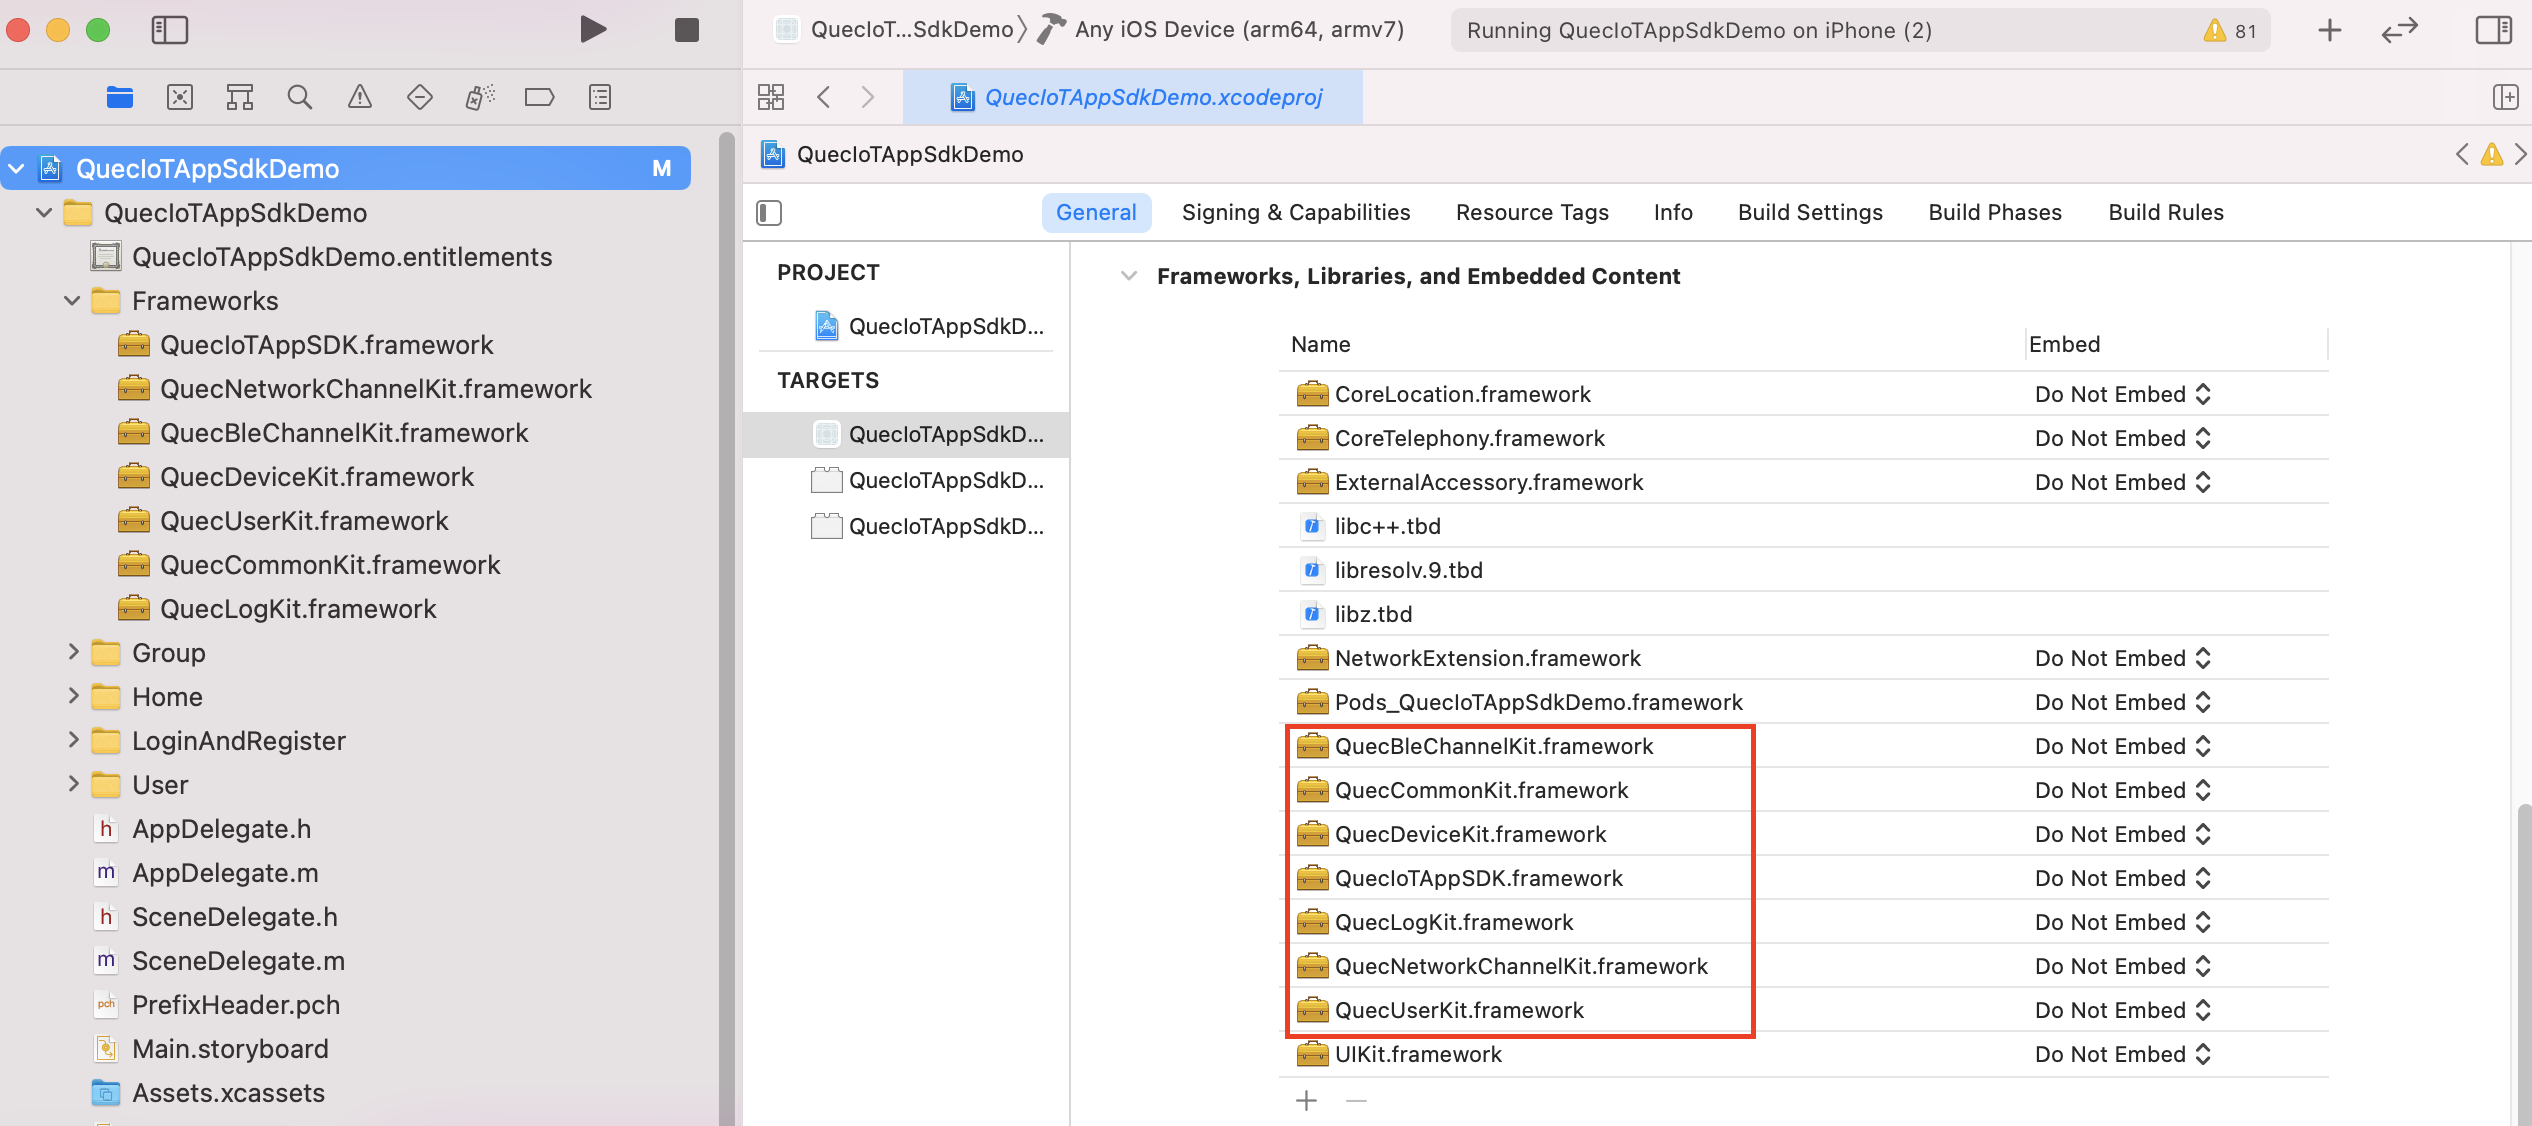 QuecIoT...SdkDemo
Any iOS Device (arm64, armv7)
Running QuecIoTAppSdkDemo on iPhone (2)
81
QuecIoTAppSdkDemo.xcodeproj
QuecIoTAppSdkDemo M
QuecIoTAppSdkDemo
QuecIoTAppSdkDemo.entitlements
Frameworks
QuecIoTAppSDK.framework
QuecNetworkChannelKit.framework
QuecBleChannelKit.framework
QuecDeviceKit.framework
QuecUserKit.framework
QuecCommonKit.framework
QuecLogKit.framework
Group
Home
LoginAndRegister
User
h AppDelegate.h
m AppDelegate.m
h SceneDelegate.h
m SceneDelegate.m
pch PrefixHeader.pch
Main.storyboard
Assets.xcassets
QuecIoTAppSdkDemo
General Signing & Capabilities Resource Tags Info Build Settings Build Phases Build Rules
PROJECT
QuecIoTAppSdkD...
TARGETS
QuecIoTAppSdkD...
QuecIoTAppSdkD...
QuecIoTAppSdkD...
Frameworks, Libraries, and Embedded Content
Name Embed
CoreLocation.framework Do Not Embed
CoreTelephony.framework Do Not Embed
ExternalAccessory.framework Do Not Embed
libc++.tbd
libresolv.9.tbd
libz.tbd
NetworkExtension.framework Do Not Embed
Pods_QuecIoTAppSdkDemo.framework Do Not Embed
QuecBleChannelKit.framework Do Not Embed
QuecCommonKit.framework Do Not Embed
QuecDeviceKit.framework Do Not Embed
QuecIoTAppSDK.framework Do Not Embed
QuecLogKit.framework Do Not Embed
QuecNetworkChannelKit.framework Do Not Embed
QuecUserKit.framework Do Not Embed
UIKit.framework Do Not Embed